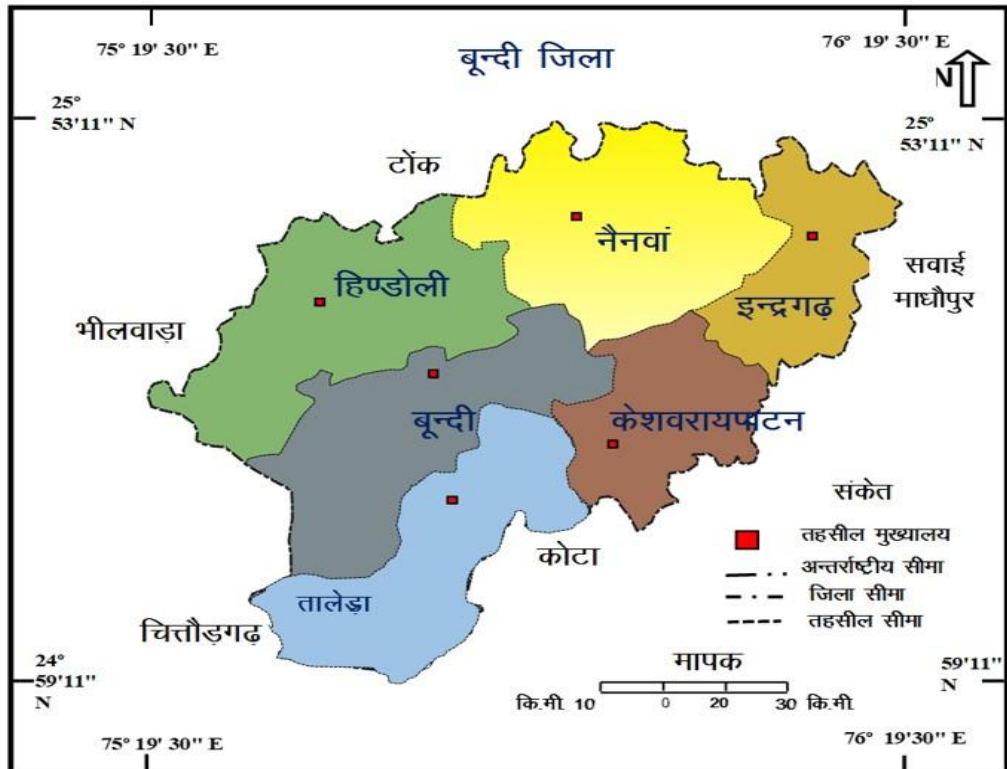 75° 19' 30" E
76° 19' 30" E
बून्दी जिला
N
25°
53'11" N
25°
53'11" N
टोंक
नैनवां
सवाई
माधौपुर
हिण्डोली
इन्द्रगढ़
भीलवाड़ा
बून्दी
केशवरायपाटन
संकेत
तहसील मुख्यालय
अन्तर्राष्ट्रीय सीमा
जिला सीमा
तहसील सीमा
कोटा
तालेड़ा
चित्तौड़गढ़
मापक
कि.मी. 10 0 20 30 कि.मी.
24°
59'11"
N
59'11"
N
75° 19' 30" E
76° 19'30" E